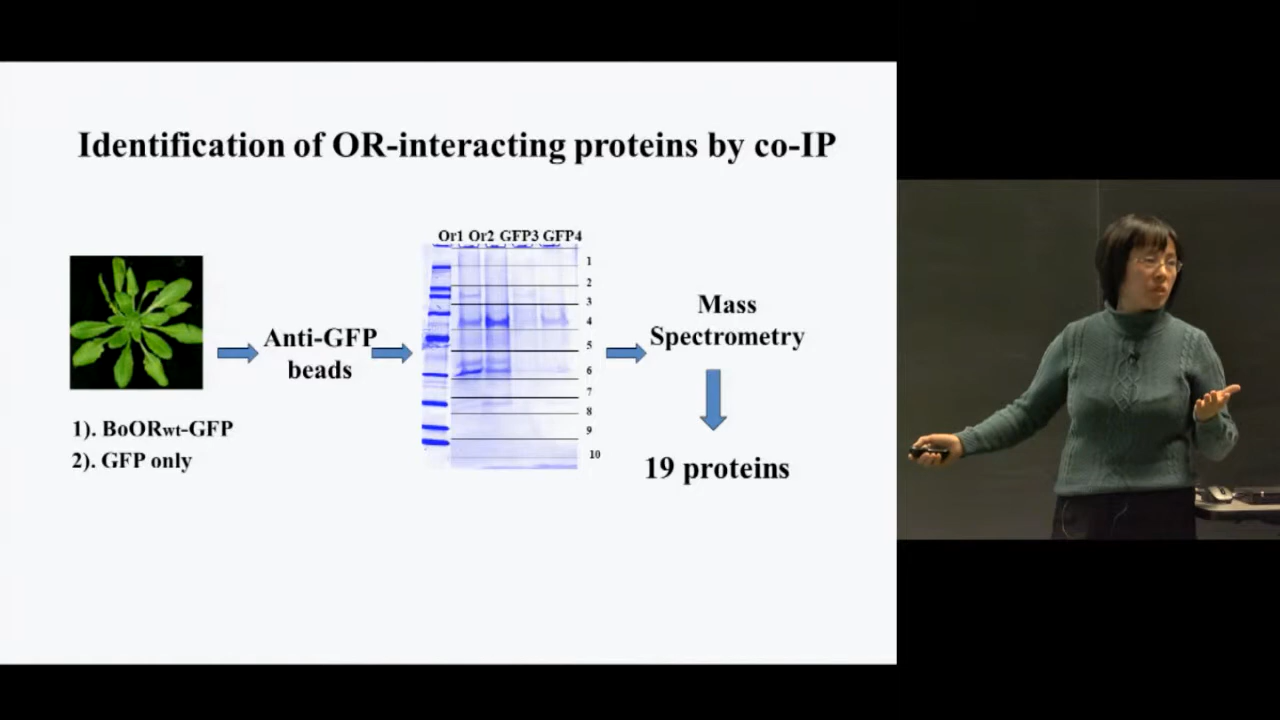 Identification of OR-interacting proteins by co-IP
Or1 Or2 GFP3 GFP4
1
2
3
4
5
6
7
8
9
10
Anti-GFP
beads
Mass
Spectrometry
1). BoORwt-GFP
2). GFP only
19 proteins